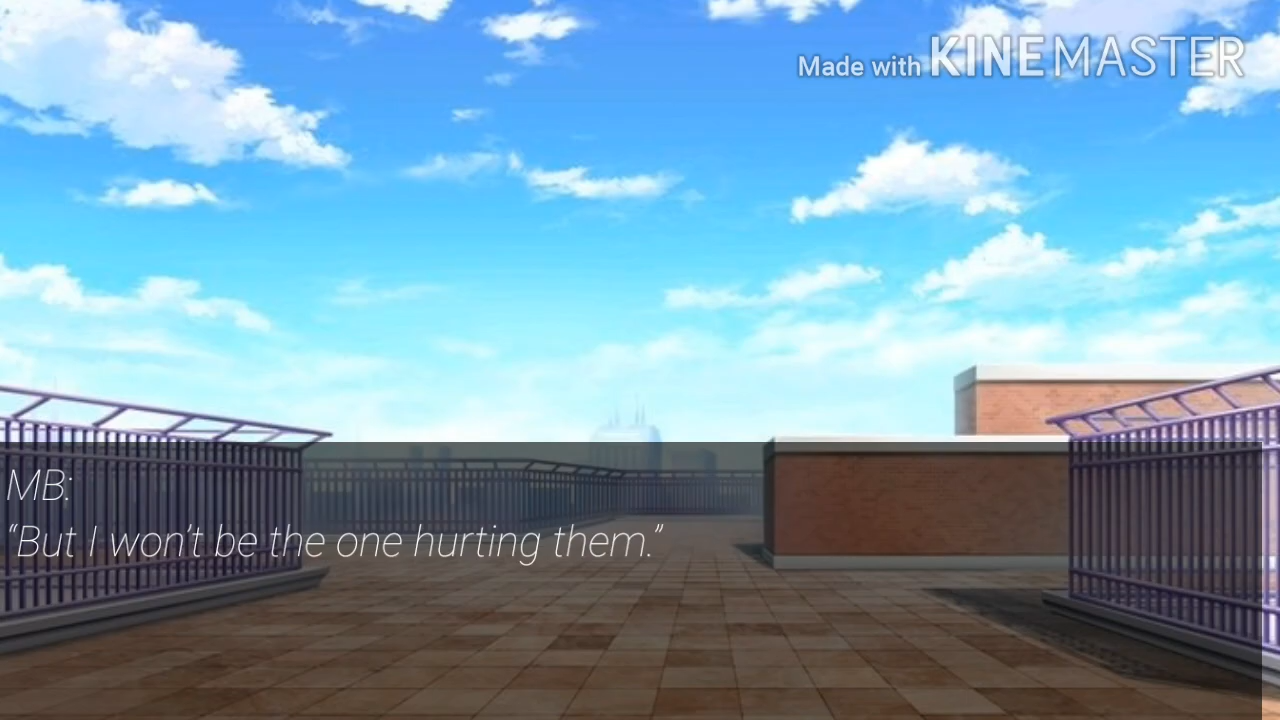 Made with KINEMASTER
MB:
“But I won’t be the one hurting them.”